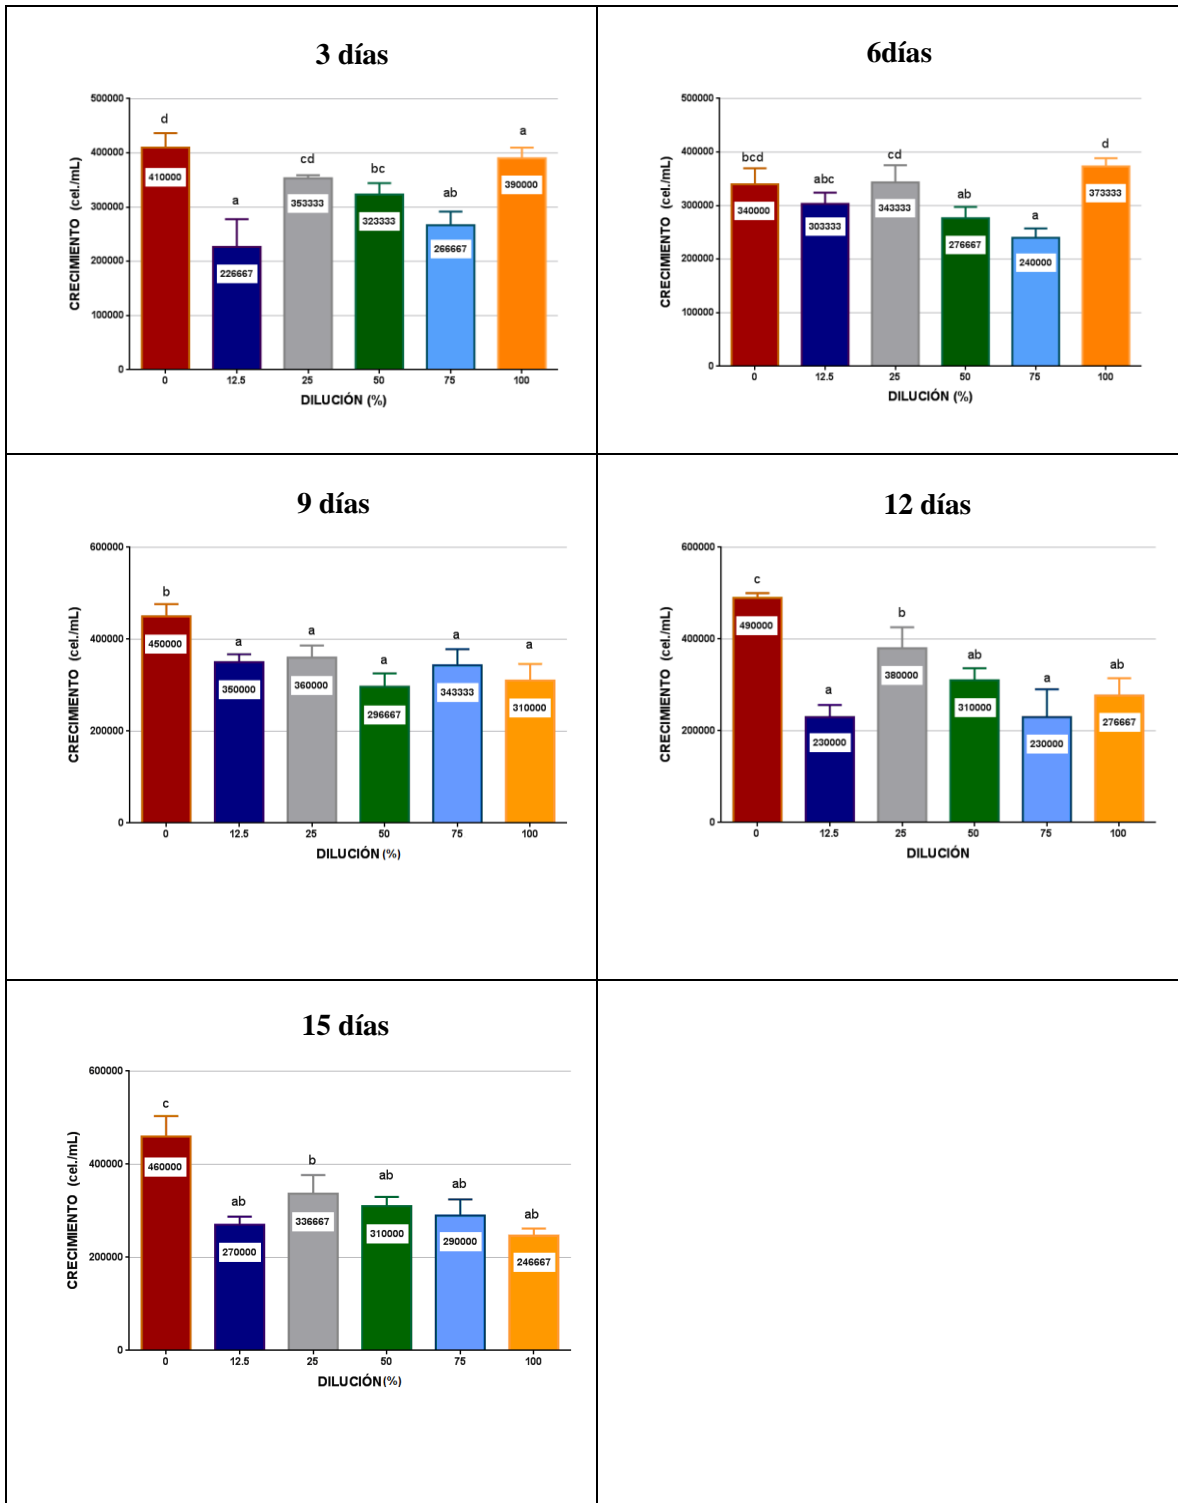 3 días
500000
400000
300000
200000
100000
0
CRECIMIENTO (cel./mL)
d
a
cd
bc
ab
a
410000
226667
353333
323333
266667
390000
0 12.5 25 50 75 100
DILUCIÓN (%)
6días
500000
400000
300000
200000
100000
0
CRECIMIENTO (cel./mL)
bcd
abc
cd
ab
a
d
340000
303333
343333
276667
240000
373333
0 12.5 25 50 75 100
DILUCIÓN (%)
9 días
600000
400000
200000
0
CRECIMIENTO (cel./mL)
b
a
a
a
a
a
450000
350000
360000
296667
343333
310000
0 12.5 25 50 75 100
DILUCIÓN (%)
12 días
600000
400000
200000
0
CRECIMIENTO (cel./mL)
c
a
b
ab
a
ab
490000
230000
380000
310000
230000
276667
0 12.5 25 50 75 100
DILUCIÓN
15 días
600000
400000
200000
0
CRECIMIENTO (cel./mL)
c
ab
b
ab
ab
ab
460000
270000
336667
310000
290000
246667
0 12.5 25 50 75 100
DILUCIÓN (%)